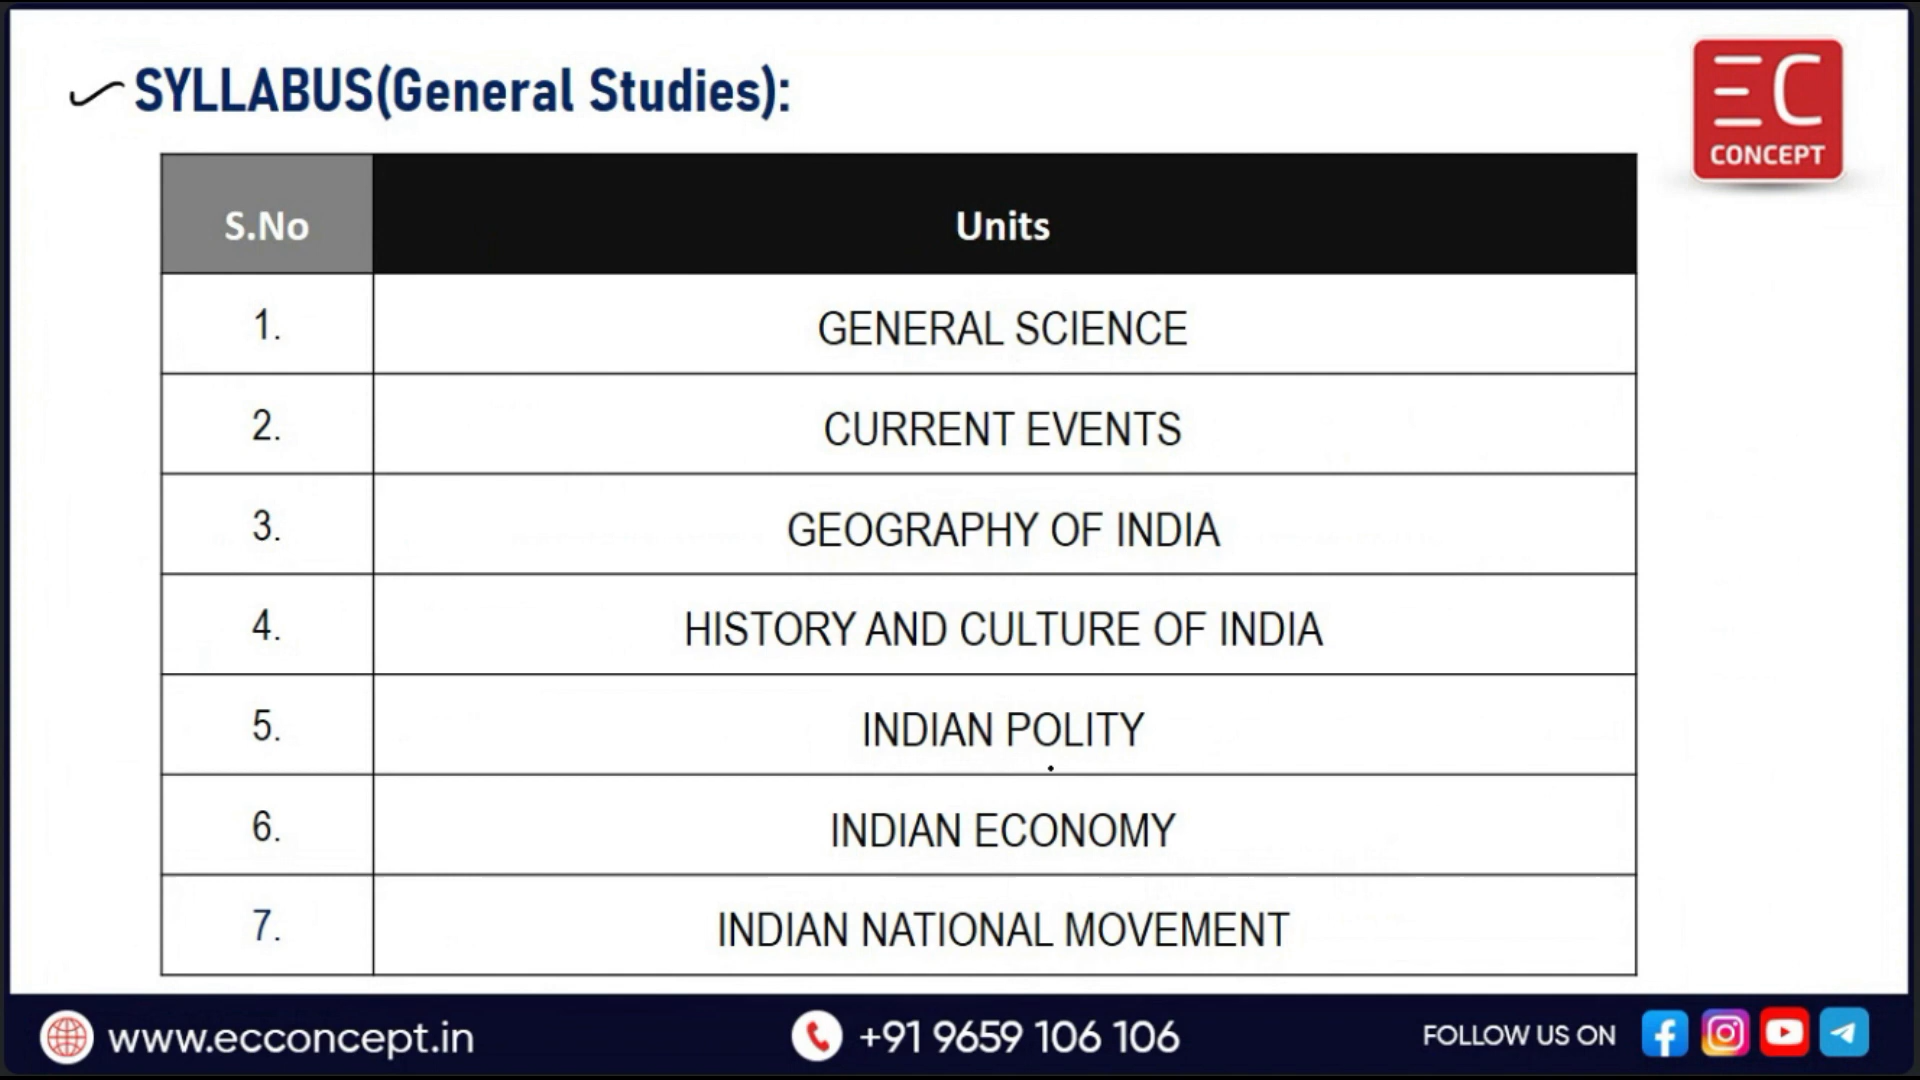 SYLLABUS(General Studies):
EC
CONCEPT
S.No Units
1. GENERAL SCIENCE
2. CURRENT EVENTS
3. GEOGRAPHY OF INDIA
4. HISTORY AND CULTURE OF INDIA
5. INDIAN POLITY
6. INDIAN ECONOMY
7. INDIAN NATIONAL MOVEMENT
www.ecconcept.in +91 9659 106 106 FOLLOW US ON